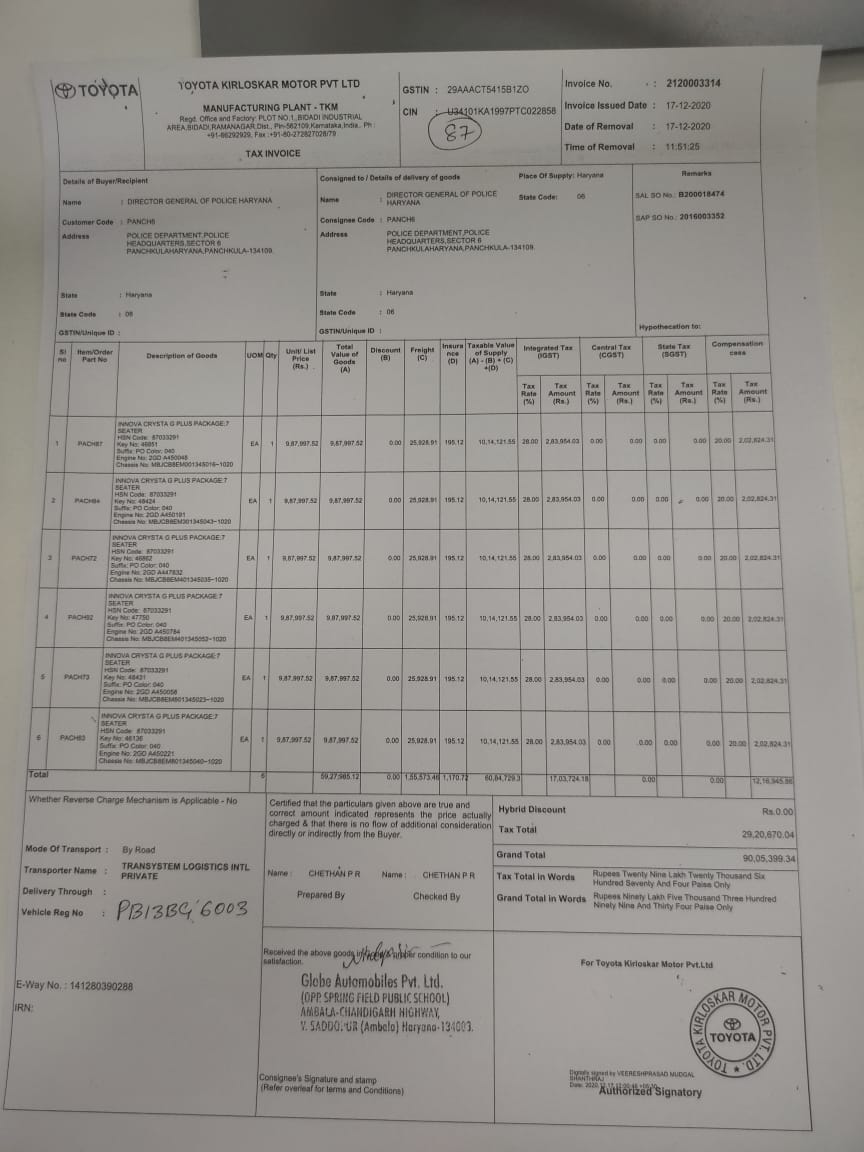 TOYOTA
TOYOTA KIRLOSKAR MOTOR PVT LTD
MANUFACTURING PLANT - TKM
Regd. Office and Factory: PLOT NO.1, BIDADI INDUSTRIAL
AREA,BIDADI,RAMANAGAR,Dist., Pin-562109,Karnataka,India., Ph :
+91-66292929, Fax :+91-80-272827028/79
TAX INVOICE
GSTIN : 29AAACT5415B1ZO
CIN : U34101KA1997PTC022858
87
Invoice No. : 2120003314
Invoice Issued Date : 17-12-2020
Date of Removal : 17-12-2020
Time of Removal : 11:51:25
Details of Buyer/Recipient
Name : DIRECTOR GENERAL OF POLICE HARYANA
Customer Code : PANCH6
Address POLICE DEPARTMENT,POLICE
HEADQUARTERS,SECTOR 6
PANCHKULAHARYANA,PANCHKULA-134109.
State : Haryana
State Code : 06
GSTIN/Unique ID :
Consigned to / Details of delivery of goods
Place Of Supply: Haryana
Name : DIRECTOR GENERAL OF POLICE
HARYANA
State Code: 06
Consignee Code : PANCH6
Address POLICE DEPARTMENT,POLICE
HEADQUARTERS,SECTOR 6
PANCHKULAHARYANA,PANCHKULA-134109.
State : Haryana
State Code : 06
GSTIN/Unique ID :
Remarks
SAL SO No.: B200018474
SAP SO No.: 2016003352
Hypothecation to:
Sl no Item/Order Part No Description of Goods UOM Qty Unit/ List Price (Rs.) Total Value of Goods (A) Discount (B) Freight (C) Insura nce (D) Taxable Value of Supply (A) - (B) + (C) +(D) Integrated Tax (IGST) Central Tax (CGST) State Tax (SGST) Compensation cess
Tax Rate (%) Tax Amount (Rs.) Tax Rate (%) Tax Amount (Rs.) Tax Rate (%) Tax Amount (Rs.) Tax Rate (%) Tax Amount (Rs.)
INNOVA CRYSTA G PLUS PACKAGE:7
SEATER
HSN Code: 87033291
Key No: 46851
Suffix: PO Color: 040
Engine No: 2GD A450048
Chassis No: MBJCB8EM001345016-1020
1 PACH87 EA 1 9,87,997.52 9,87,997.52 0.00 25,928.91 195.12 10,14,121.55 28.00 2,83,954.03 0.00 0.00 0.00 0.00 20.00 2,02,824.31
INNOVA CRYSTA G PLUS PACKAGE:7
SEATER
HSN Code: 87033291
Key No: 48424
Suffix: PO Color: 040
Engine No: 2GD A450191
Chassis No: MBJCB8EM301345043-1020
2 PACH84 EA 1 9,87,997.52 9,87,997.52 0.00 25,928.91 195.12 10,14,121.55 28.00 2,83,954.03 0.00 0.00 0.00 0.00 20.00 2,02,824.31
INNOVA CRYSTA G PLUS PACKAGE:7
SEATER
HSN Code: 87033291
Key No: 46862
Suffix: PO Color: 040
Engine No: 2GD A447832
Chassis No: MBJCB8EM401345035-1020
3 PACH72 EA 1 9,87,997.52 9,87,997.52 0.00 25,928.91 195.12 10,14,121.55 28.00 2,83,954.03 0.00 0.00 0.00 0.00 20.00 2,02,824.31
INNOVA CRYSTA G PLUS PACKAGE:7
SEATER
HSN Code: 87033291
Key No: 47750
Suffix: PO Color: 040
Engine No: 2GD A450784
Chassis No: MBJCB8EM401345052-1020
4 PACH92 EA 1 9,87,997.52 9,87,997.52 0.00 25,928.91 195.12 10,14,121.55 28.00 2,83,954.03 0.00 0.00 0.00 0.00 20.00 2,02,824.31
INNOVA CRYSTA G PLUS PACKAGE:7
SEATER
HSN Code: 87033291
Key No: 48421
Suffix: PO Color: 040
Engine No: 2GD A450058
Chassis No: MBJCB8EM801345023-1020
5 PACH73 EA 1 9,87,997.52 9,87,997.52 0.00 25,928.91 195.12 10,14,121.55 28.00 2,83,954.03 0.00 0.00 0.00 0.00 20.00 2,02,824.31
INNOVA CRYSTA G PLUS PACKAGE:7
SEATER
HSN Code: 87033291
Key No: 46136
Suffix: PO Color: 040
Engine No: 2GD A450221
Chassis No: MBJCB8EM801345040-1020
6 PACH83 EA 1 9,87,997.52 9,87,997.52 0.00 25,928.91 195.12 10,14,121.55 28.00 2,83,954.03 0.00 0.00 0.00 0.00 20.00 2,02,824.31
Total 6 59,27,985.12 0.00 1,55,573.46 1,170.72 60,84,729.3 17,03,724.18 0.00 0.00 12,16,945.86
Whether Reverse Charge Mechanism is Applicable - No
Mode Of Transport : By Road
Transporter Name : TRANSYSTEM LOGISTICS INTL
PRIVATE
Delivery Through :
Vehicle Reg No : PB13BG 6003
E-Way No. : 141280390288
IRN:
Certified that the particulars given above are true and
correct amount indicated represents the price actually
charged & that there is no flow of additional consideration
directly or indirectly from the Buyer.
Name : CHETHAN P R Name : CHETHAN P R
Prepared By Checked By
Hybrid Discount Rs.0.00
Tax Total 29,20,670.04
Grand Total 90,05,399.34
Tax Total in Words Rupees Twenty Nine Lakh Twenty Thousand Six
Hundred Seventy And Four Paise Only
Grand Total in Words Rupees Ninety Lakh Five Thousand Three Hundred
Ninety Nine And Thirty Four Paise Only
Received the above goods in proper condition to our
satisfaction.
Globe Automobiles Pvt. Ltd.
(OPP. SPRING FIELD PUBLIC SCHOOL)
AMBALA-CHANDIGARH HIGHWAY,
V. SADDOPUR (Ambala) Haryana-134003.
Consignee's Signature and stamp
(Refer overleaf for terms and Conditions)
For Toyota Kirloskar Motor Pvt.Ltd
TOYOTA KIRLOSKAR MOTOR PVT. LTD.
TOYOTA
Digitally signed by VEERESHPRASAD MUDGAL
SHANTHRAJ
Authorized Signatory